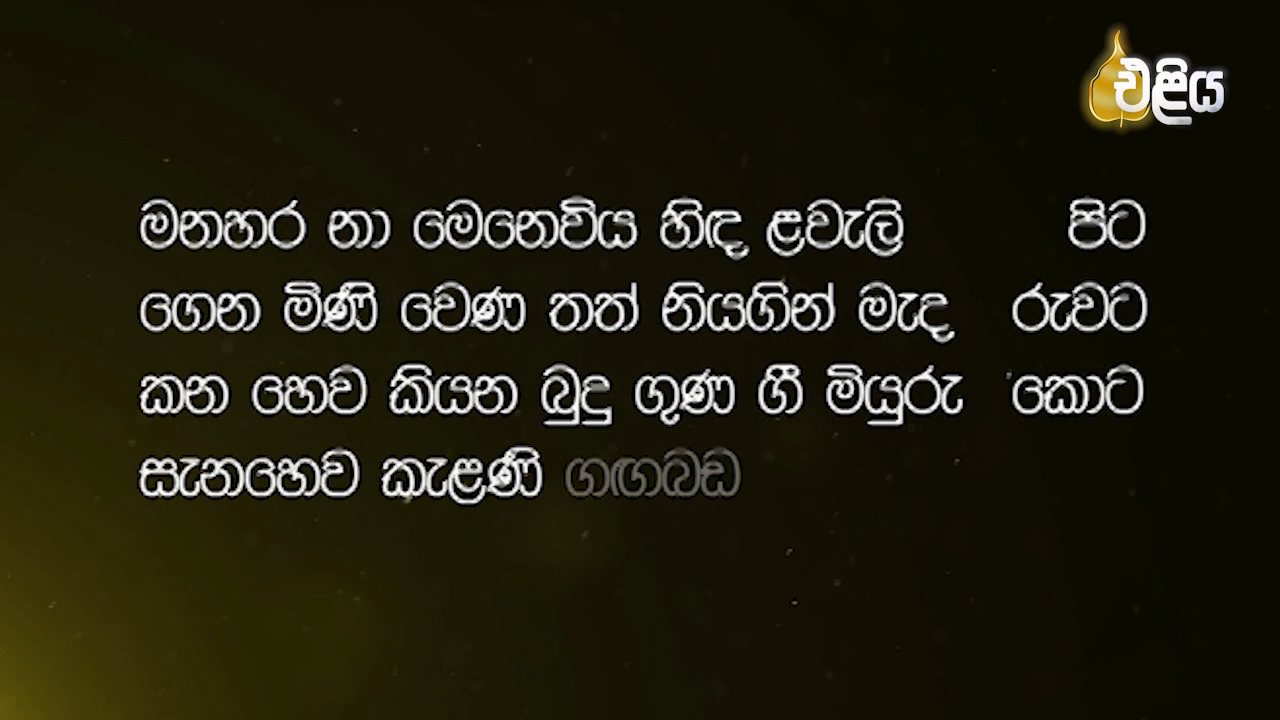 එළිය
මනහර නා මෙනෙවිය හිඳ ළවැලි පිට
ගෙන මිණි වෙණ තත් නියගින් මැද රුවට
කන හෙව කියන බුදු ගුණ ගී මියුරු කොට
සැනහෙව කැළණි ගඟබඩ